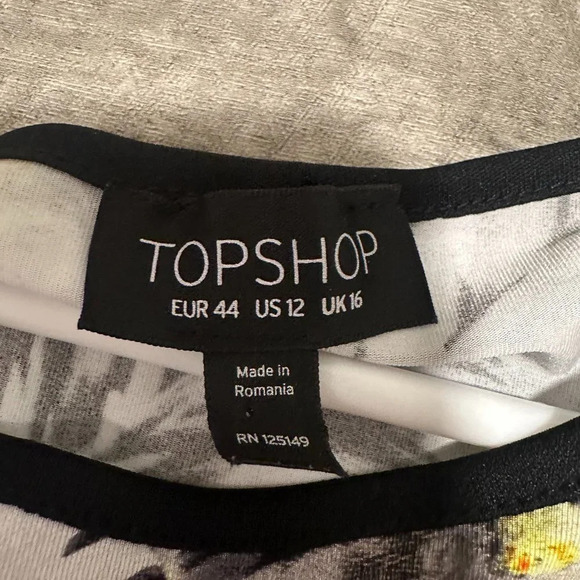 TOPSHOP
EUR 44 US 12 UK 16
Made in
Romania
RN 125149